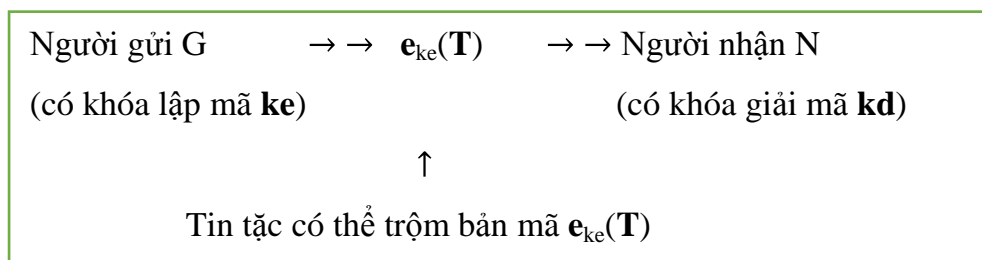 Người gửi G → → e_ke(T) → → Người nhận N
(có khóa lập mã ke) (có khóa giải mã kd)
↑
Tin tặc có thể trộm bản mã e_ke(T)